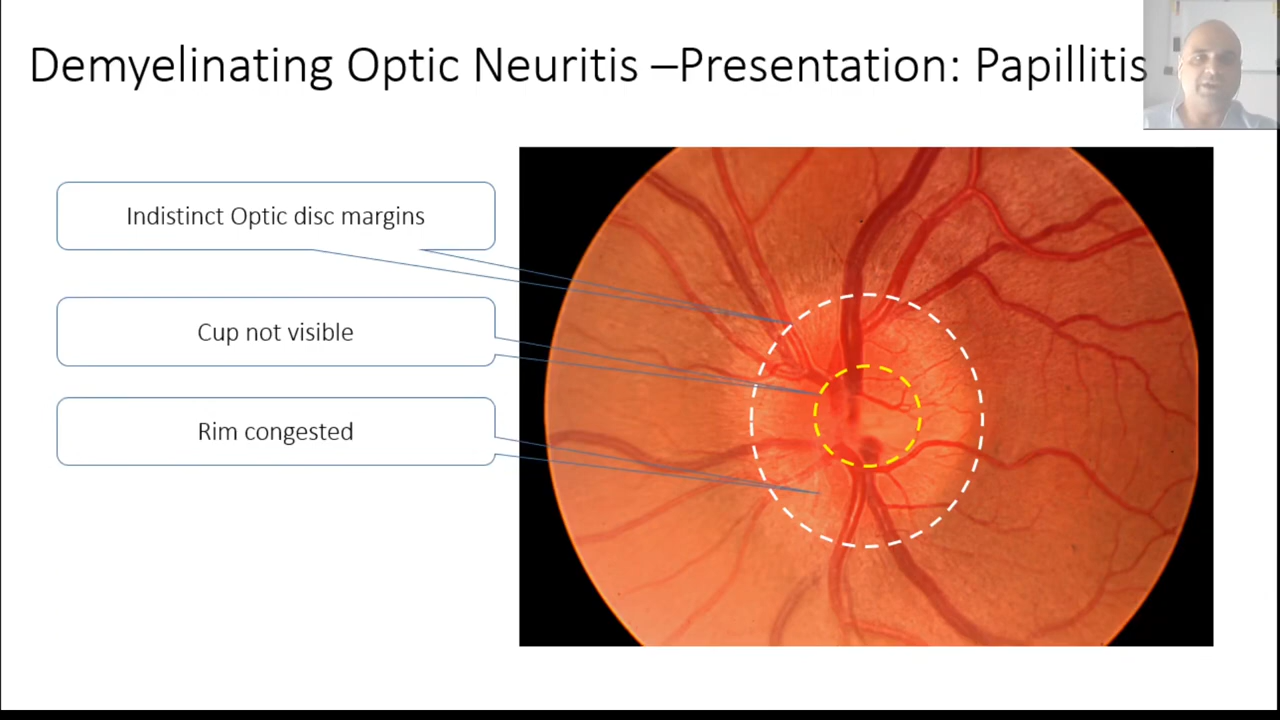 Demyelinating Optic Neuritis –Presentation: Papillitis
Indistinct Optic disc margins
Cup not visible
Rim congested